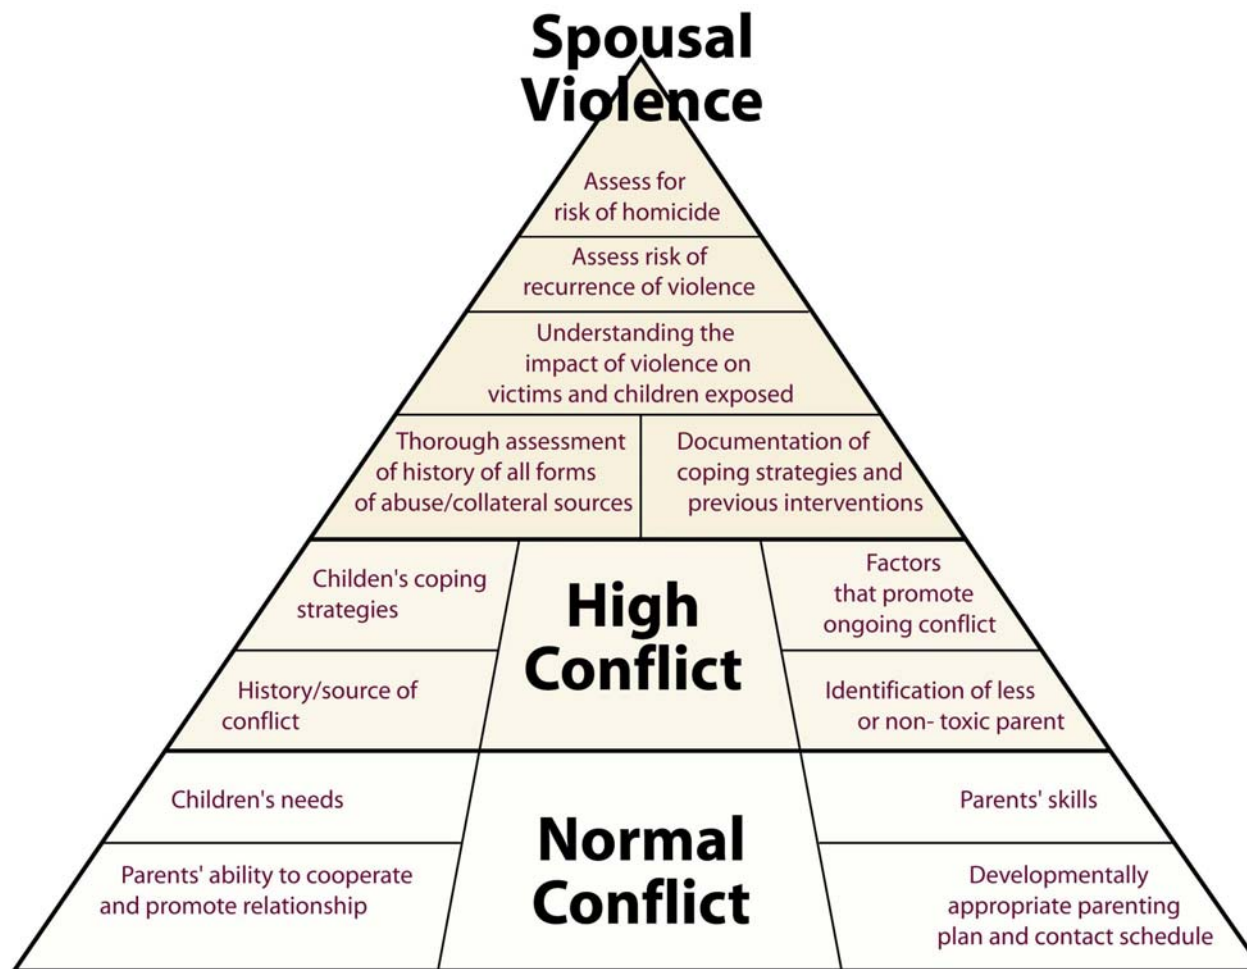 Spousal
Violence
Assess for
risk of homicide
Assess risk of
recurrence of violence
Understanding the
impact of violence on
victims and children exposed
Thorough assessment
of history of all forms
of abuse/collateral sources
Documentation of
coping strategies and
previous interventions
Childen's coping
strategies
High
Conflict
Factors
that promote
ongoing conflict
History/source of
conflict
Identification of less
or non- toxic parent
Children's needs
Normal
Conflict
Parents' skills
Parents' ability to cooperate
and promote relationship
Developmentally
appropriate parenting
plan and contact schedule